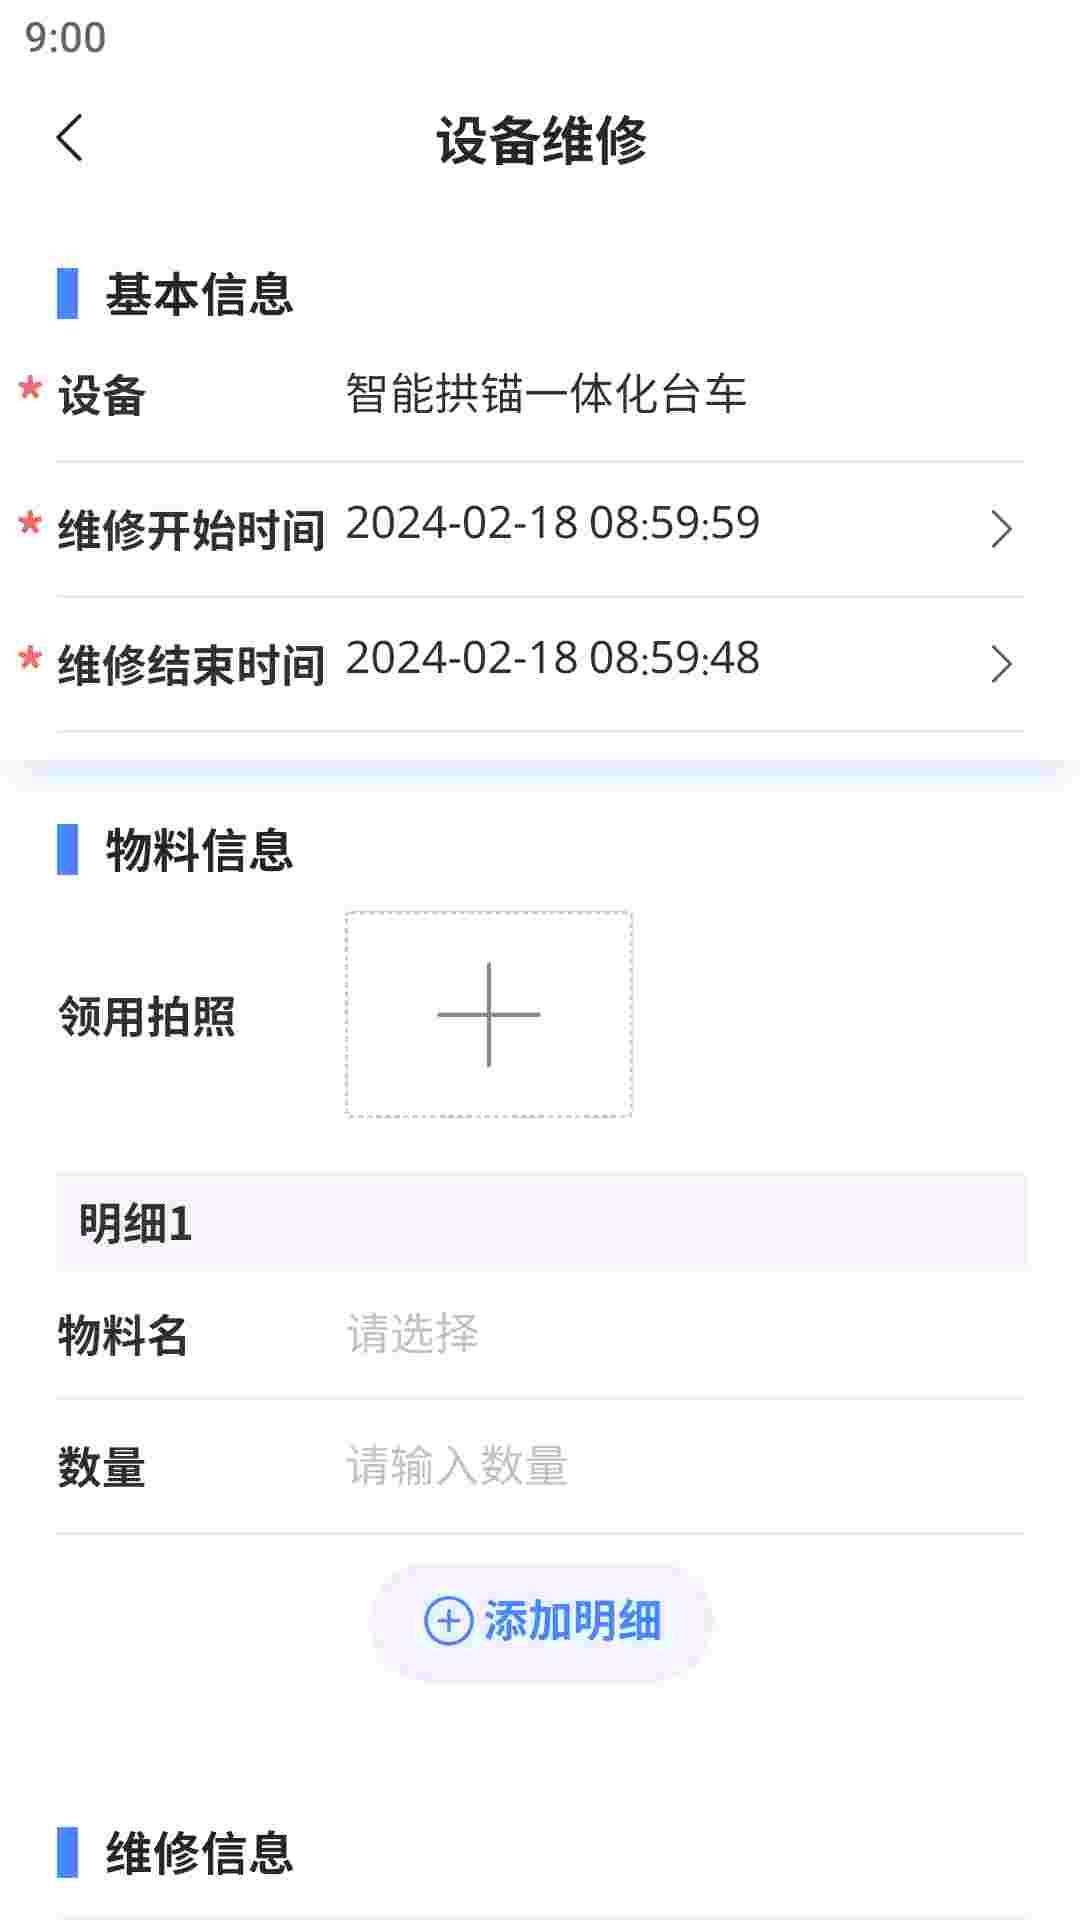 9:00
设备维修
基本信息
* 设备 智能拱锚一体化台车
* 维修开始时间 2024-02-18 08:59:59
* 维修结束时间 2024-02-18 08:59:48
物料信息
领用拍照
明细1
物料名 请选择
数量 请输入数量
添加明细
维修信息